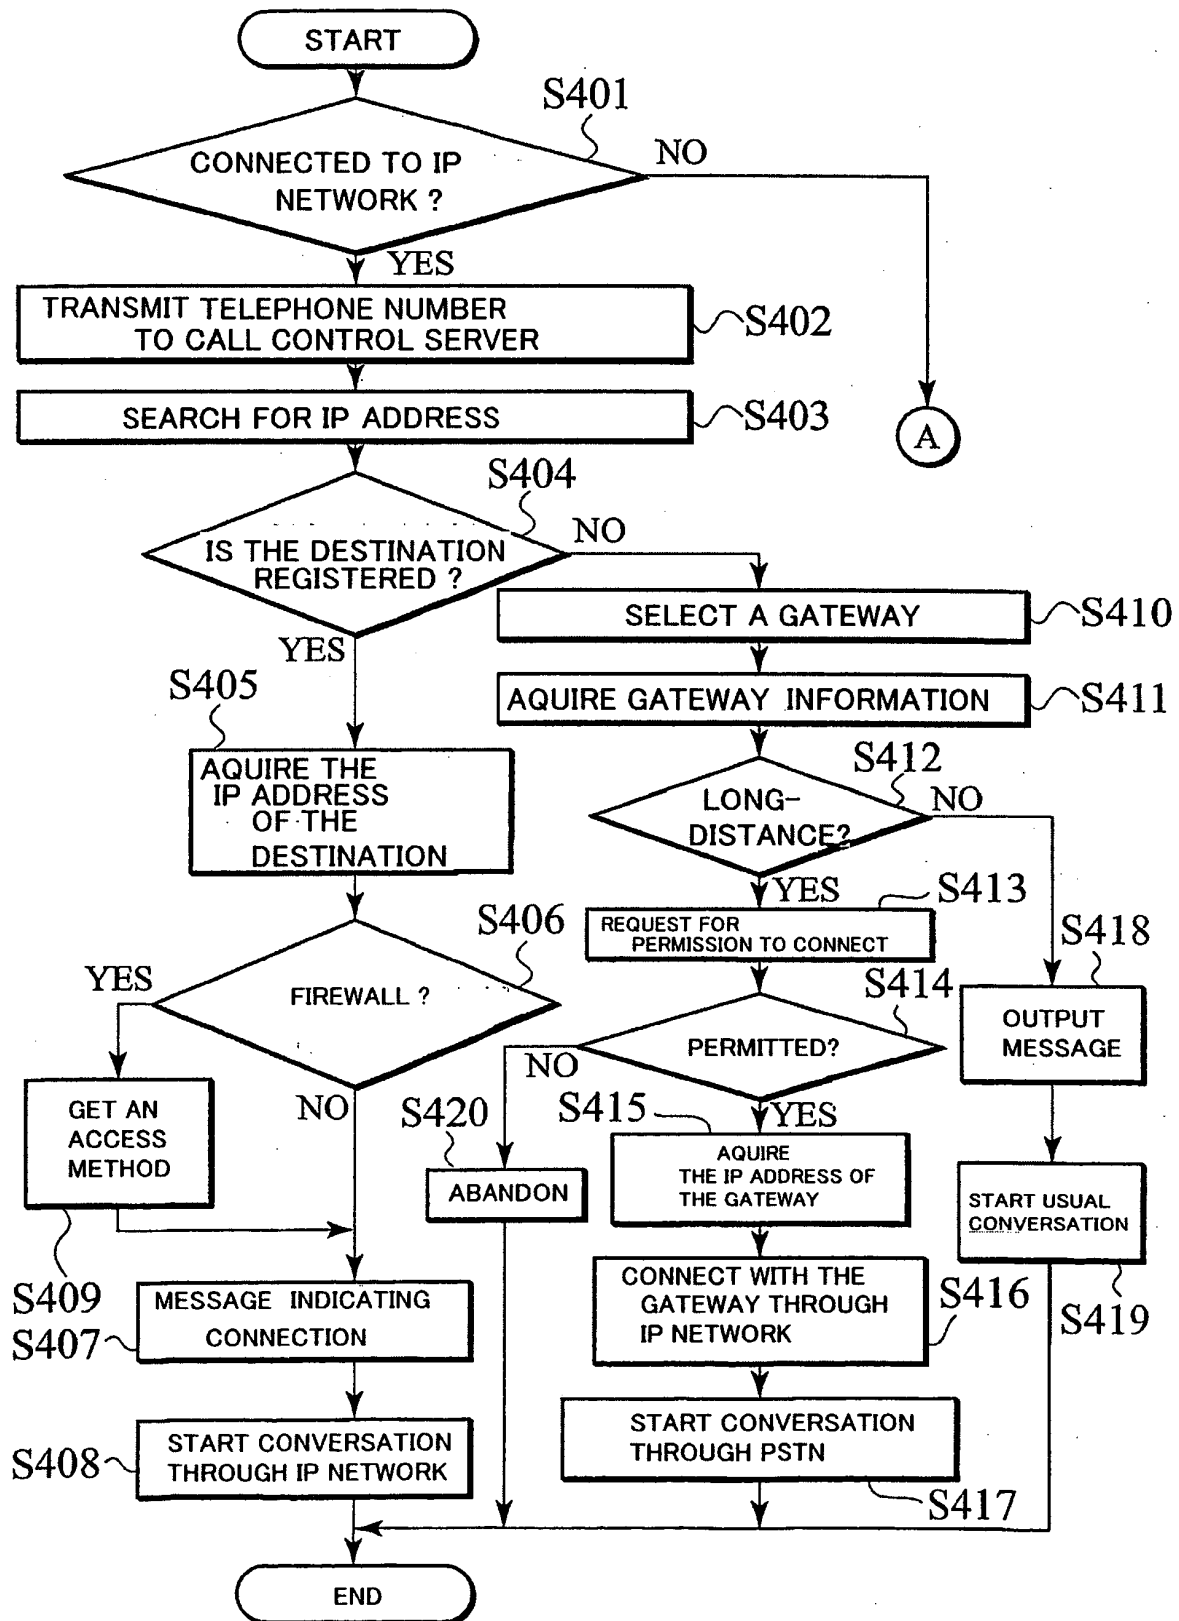 START
S401
CONNECTED TO IP
NETWORK ?
NO
YES
TRANSMIT TELEPHONE NUMBER
TO CALL CONTROL SERVER
S402
SEARCH FOR IP ADDRESS
S403
A
S404
IS THE DESTINATION
REGISTERED ?
NO
YES
SELECT A GATEWAY
S410
AQUIRE GATEWAY INFORMATION
S411
S405
AQUIRE THE
IP ADDRESS
OF THE
DESTINATION
S412
LONG-
DISTANCE?
NO
YES
S413
REQUEST FOR
PERMISSION TO CONNECT
S406
FIREWALL ?
YES
NO
S414
PERMITTED?
NO
YES
S418
OUTPUT
MESSAGE
GET AN
ACCESS
METHOD
S409
S420
ABANDON
S415
AQUIRE
THE IP ADDRESS OF
THE GATEWAY
START USUAL
CONVERSATION
S419
MESSAGE INDICATING
CONNECTION
S407
CONNECT WITH THE
GATEWAY THROUGH
IP NETWORK
S416
START CONVERSATION
THROUGH IP NETWORK
S408
START CONVERSATION
THROUGH PSTN
S417
END